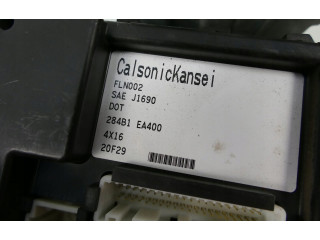 CalsonicKansei
FLN002
SAE J1690
DOT
284B1 EA400
4X16
20F29